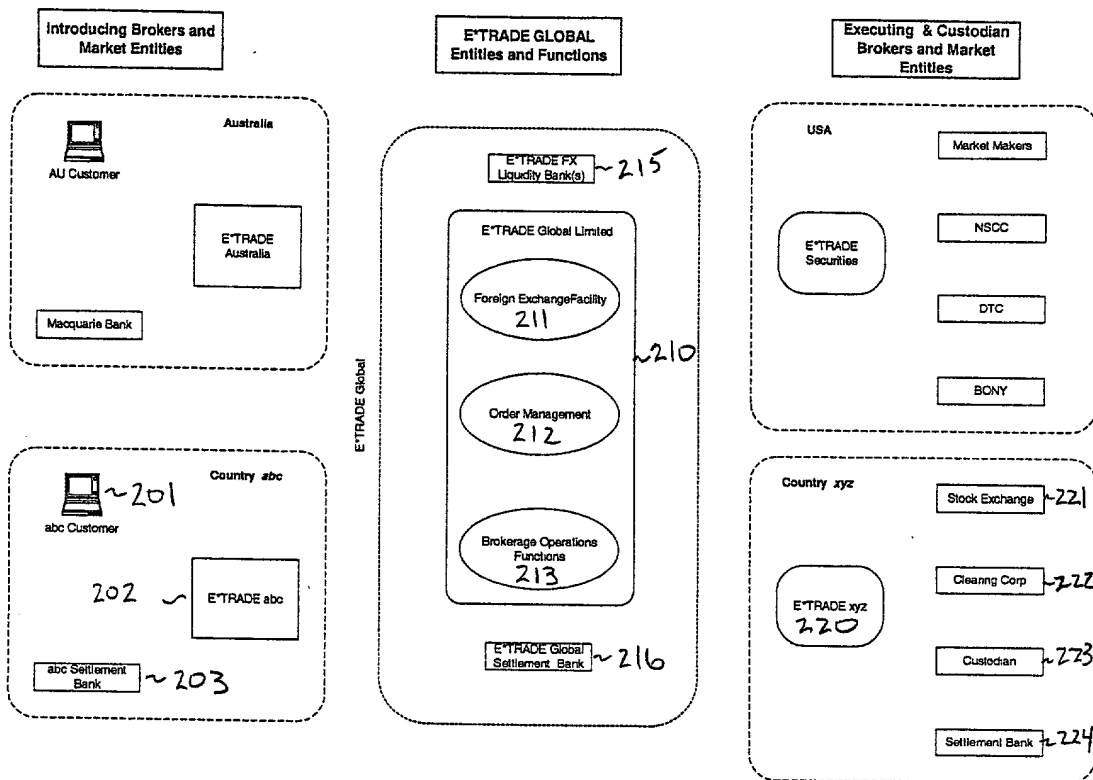 Introducing Brokers and
Market Entities
Australia
AU Customer
E*TRADE
Australia
Macquarie Bank
Country abc
~201
abc Customer
202 ~
E*TRADE abc
abc Settlement
Bank
~203
E*TRADE GLOBAL
Entities and Functions
E*TRADE Global
E*TRADE FX
Liquidity Bank(s)
~215
E*TRADE Global Limited
Foreign ExchangeFacility
211
~210
Order Management
212
Brokerage Operations
Functions
213
E*TRADE Global
Settlement Bank
~216
Executing & Custodian
Brokers and Market
Entities
USA
Market Makers
E*TRADE
Securities
NSCC
DTC
BONY
Country xyz
Stock Exchange
~221
E*TRADE xyz
220
Cleanng Corp
~222
Custodian
~223
Settlement Bank
~224